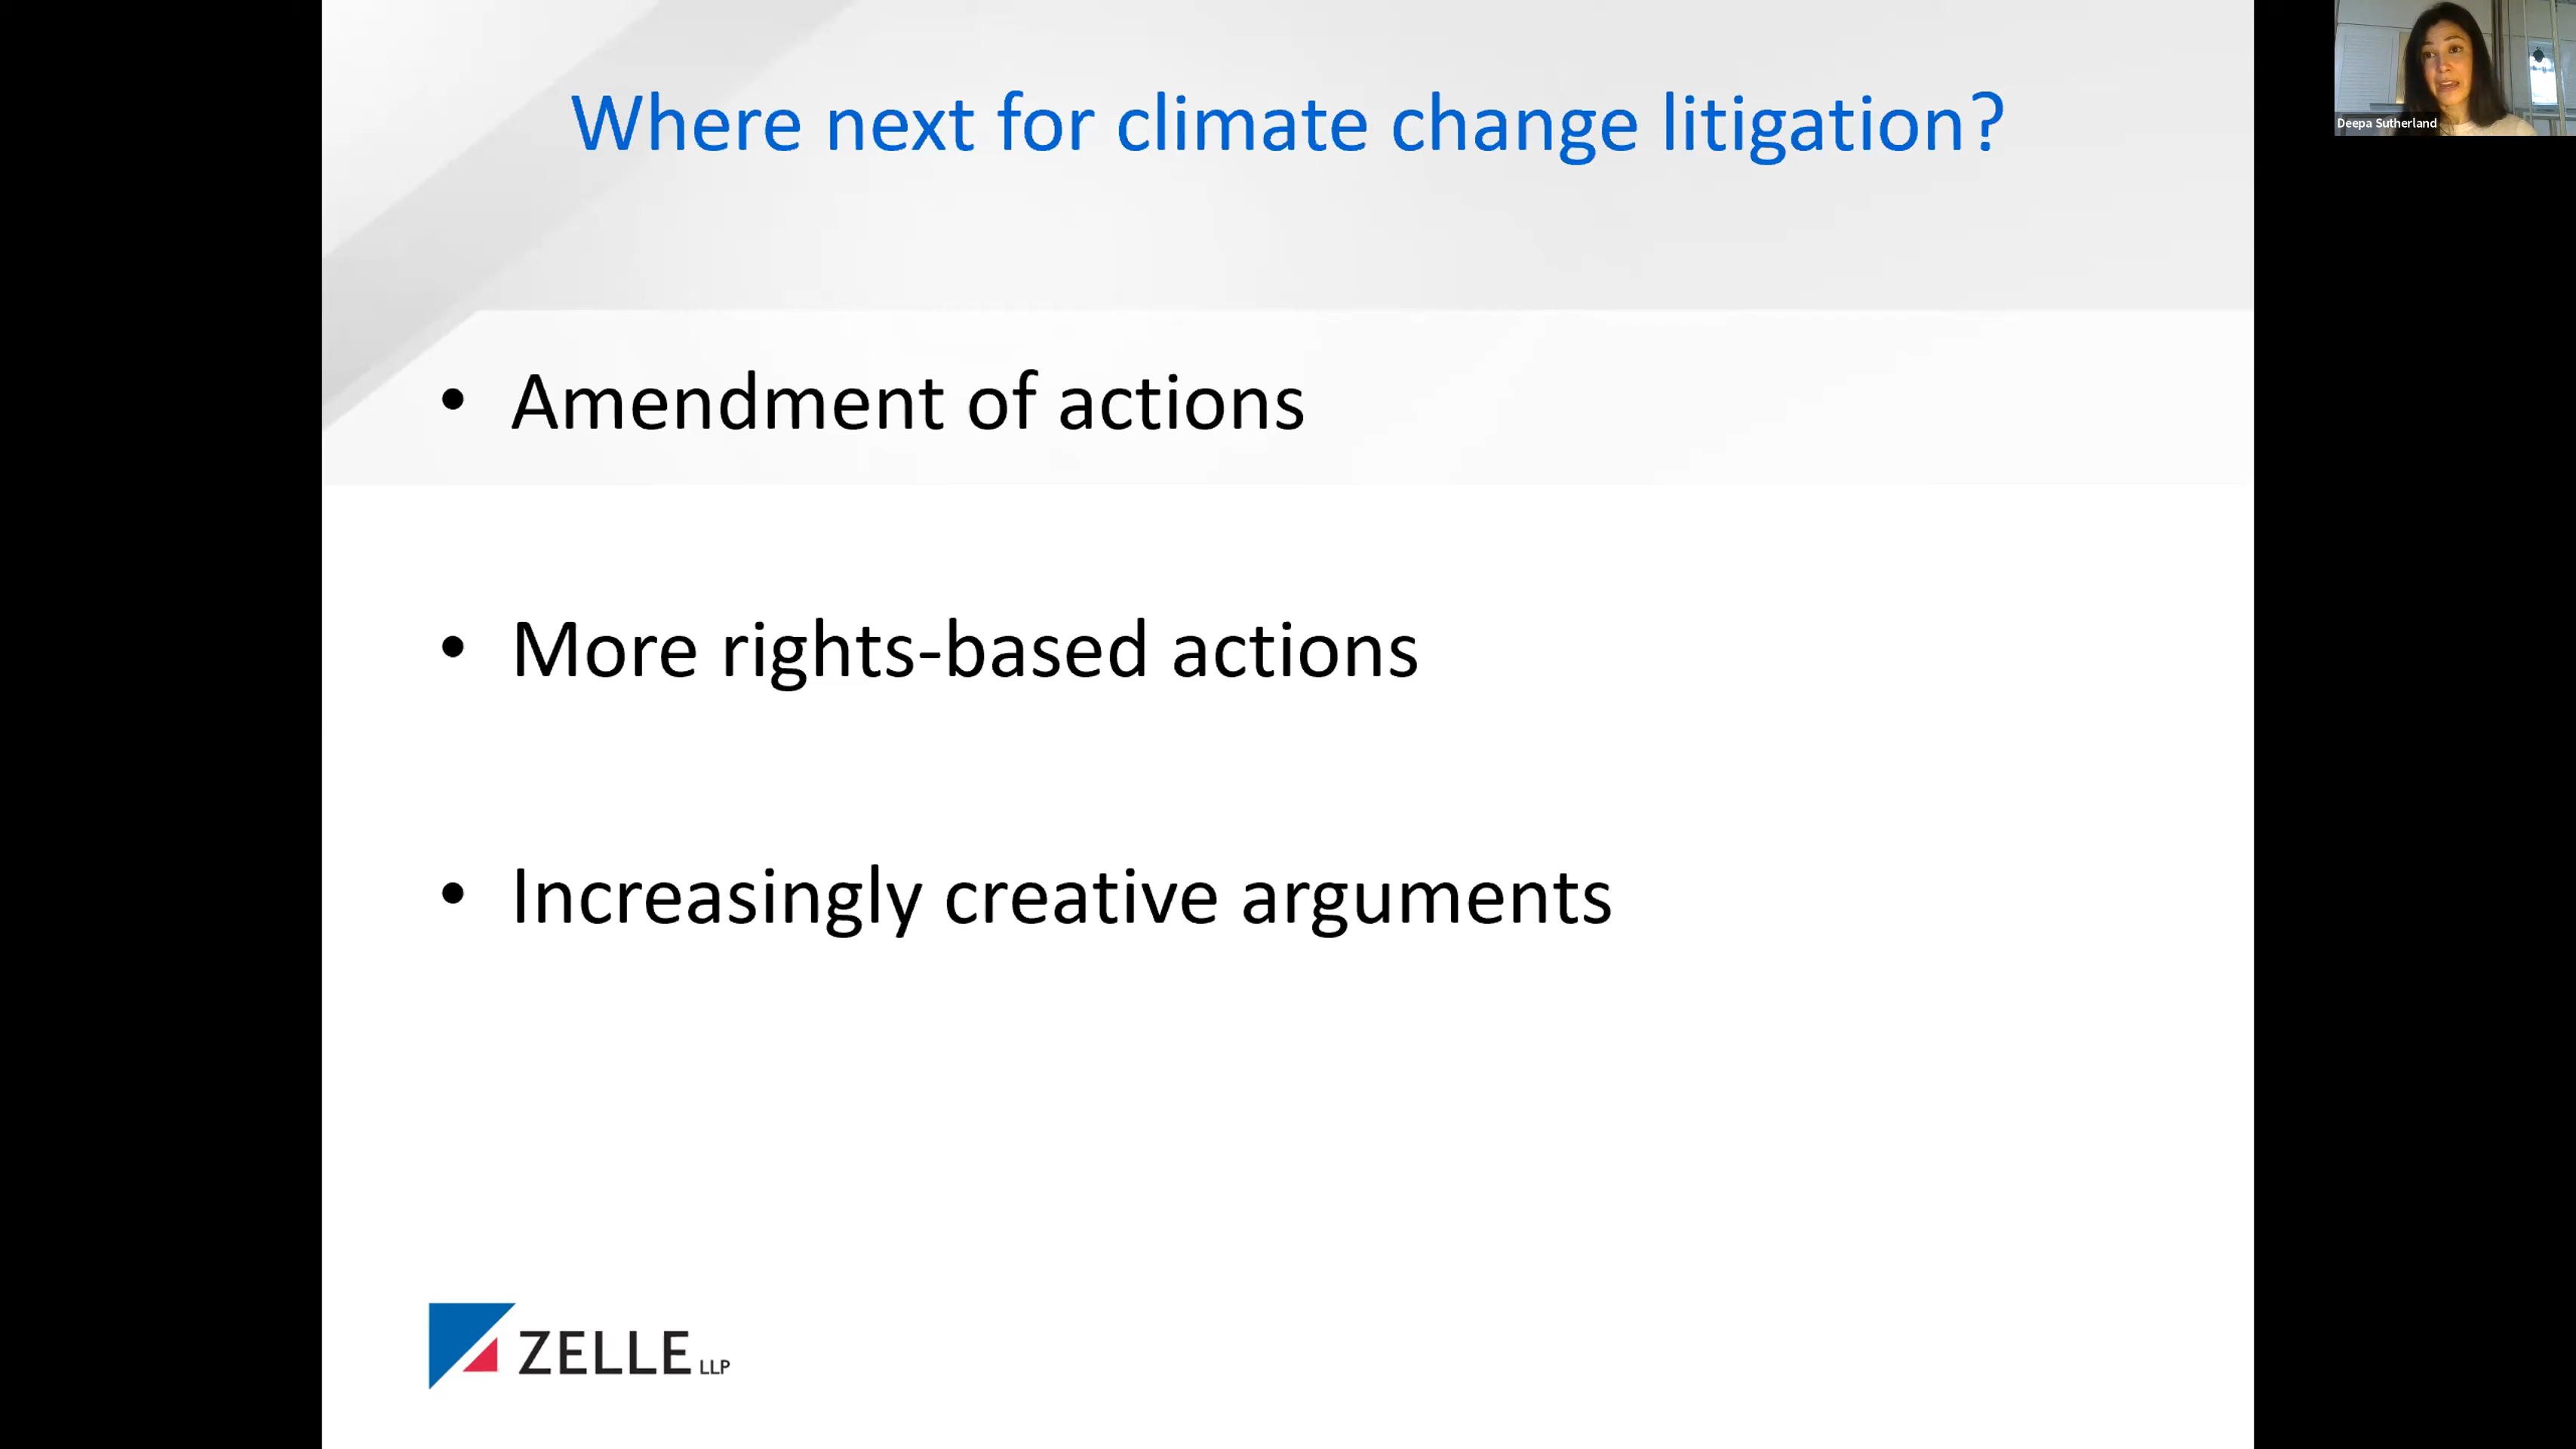 Where next for climate change litigation?
Deepa Sutherland
• Amendment of actions
• More rights-based actions
• Increasingly creative arguments
ZELLE LLP